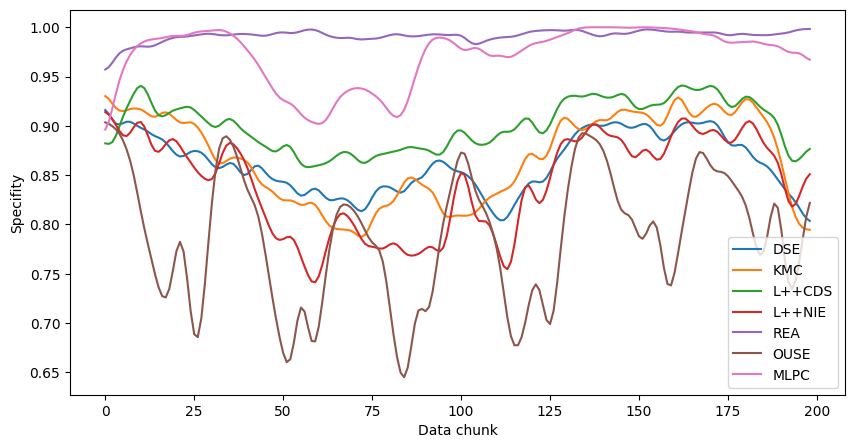 Specifity
1.00
0.95
0.90
0.85
0.80
0.75
0.70
0.65
0
25
50
75
100
125
150
175
200
Data chunk
DSE
KMC
L++CDS
L++NIE
REA
OUSE
MLPC